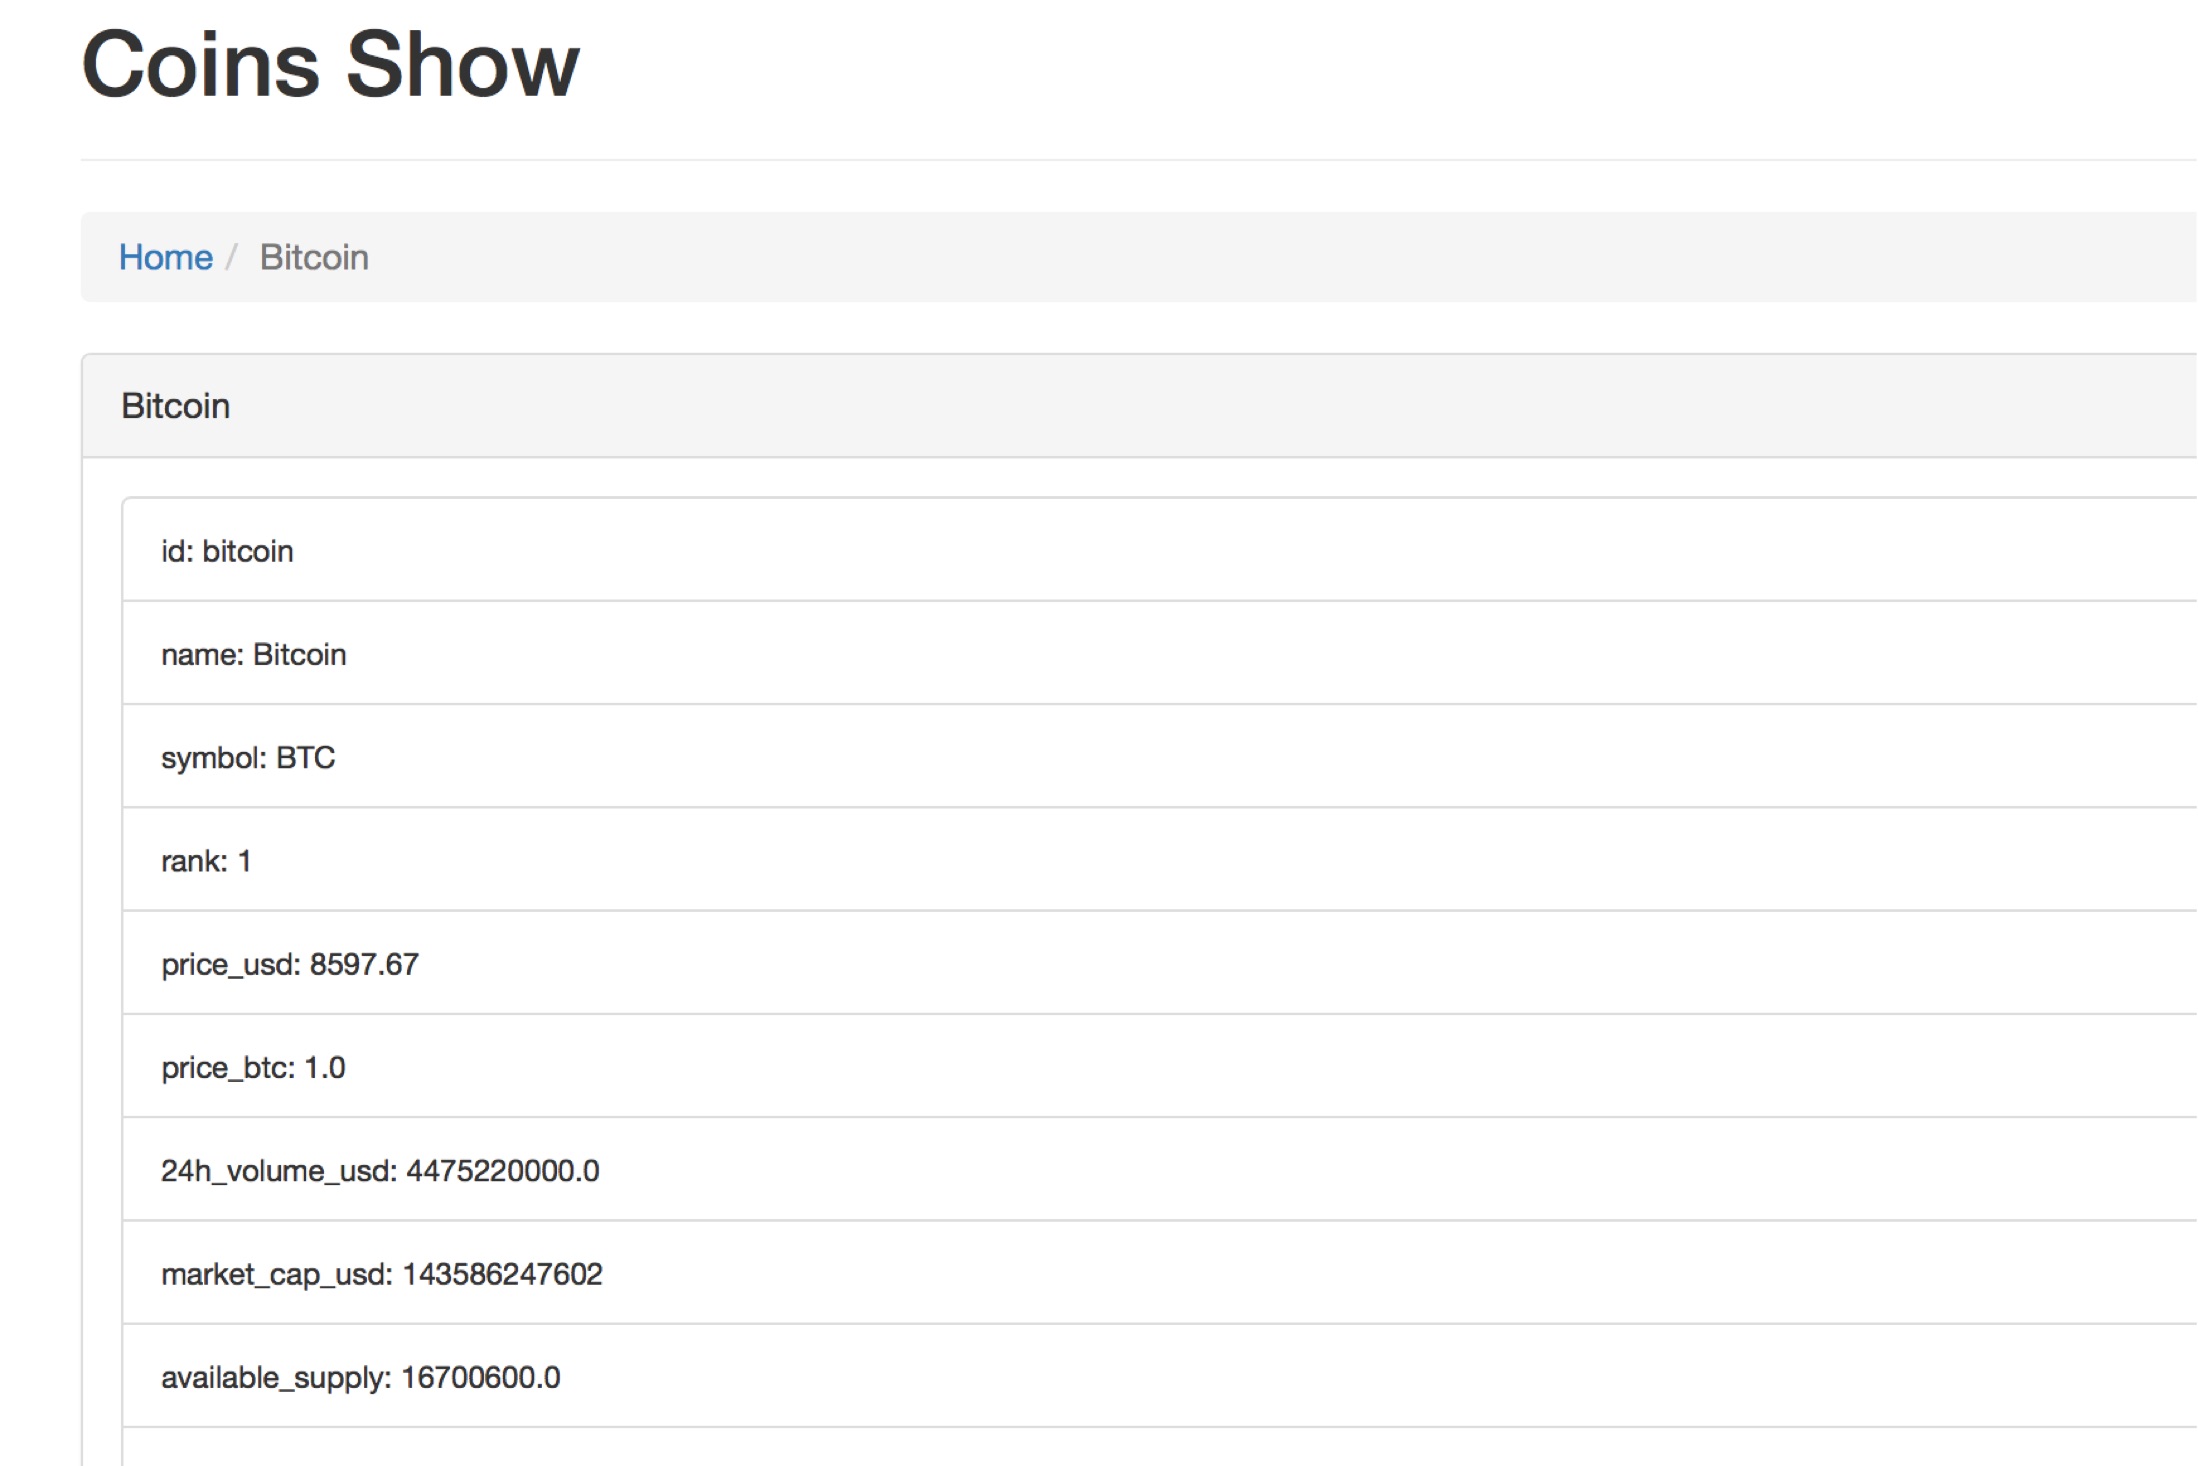 Coins Show
Home / Bitcoin
Bitcoin
id: bitcoin
name: Bitcoin
symbol: BTC
rank: 1
price_usd: 8597.67
price_btc: 1.0
24h_volume_usd: 4475220000.0
market_cap_usd: 143586247602
available_supply: 16700600.0